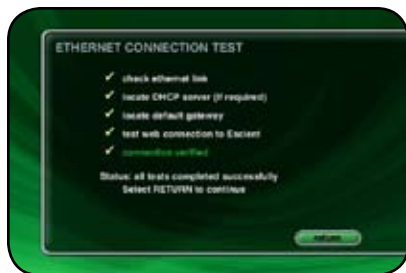 ETHERNET CONNECTION TEST
✓ check ethernet link
✓ locate DHCP server (if required)
✓ locate default gateway
✓ test web connection to Escient
✓ connection verified
Status: all tests completed successfully
Select RETURN to continue
return